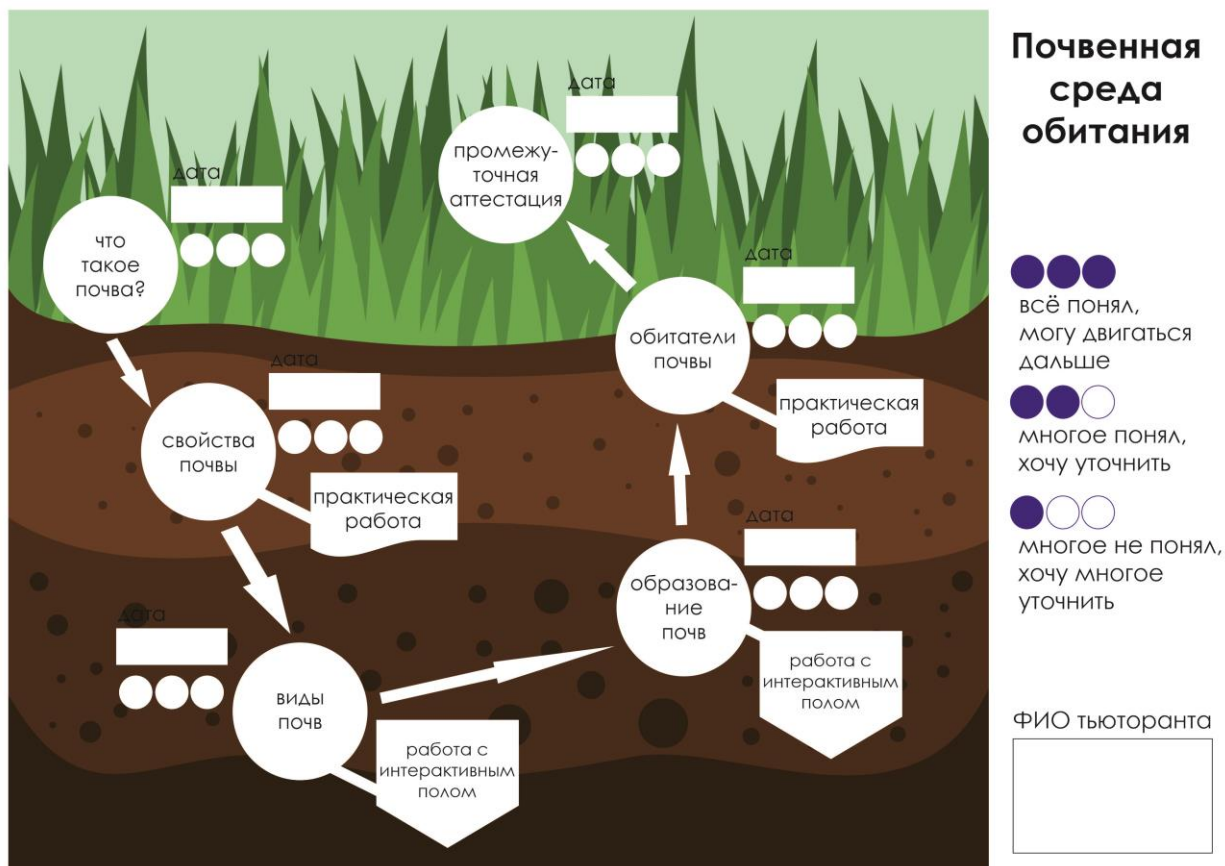 Почвенная
среда
обитания
дата
что
такое
почва?
дата
свойства
почвы
практическая
работа
дата
виды
почв
работа с
интерактивным
полом
дата
образова-
ние
почв
работа с
интерактивным
полом
дата
обитатели
почвы
практическая
работа
дата
промежу-
точная
аттестация
всё понял,
могу двигаться
дальше
многое понял,
хочу уточнить
многое не понял,
хочу многое
уточнить
ФИО тьюторанта